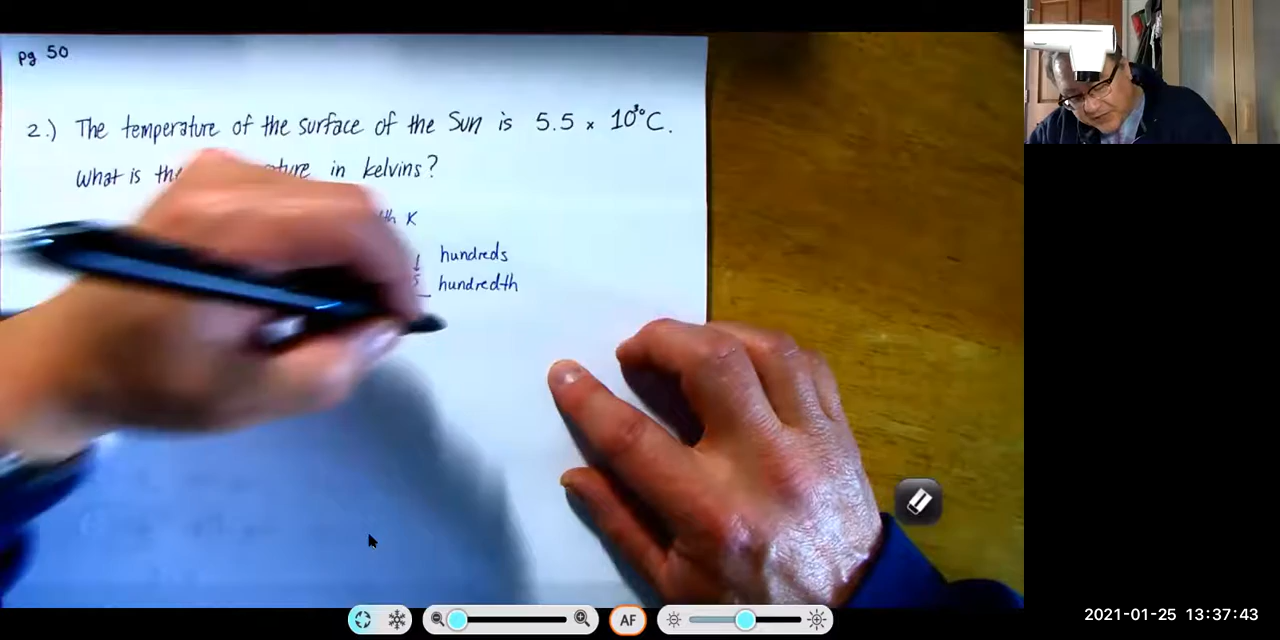 pg 50
2.) The temperature of the surface of the Sun is 5.5 × 10³°C.
What is in kelvins?
K
hundreds
hundredth
AF
2021-01-25 13:37:43